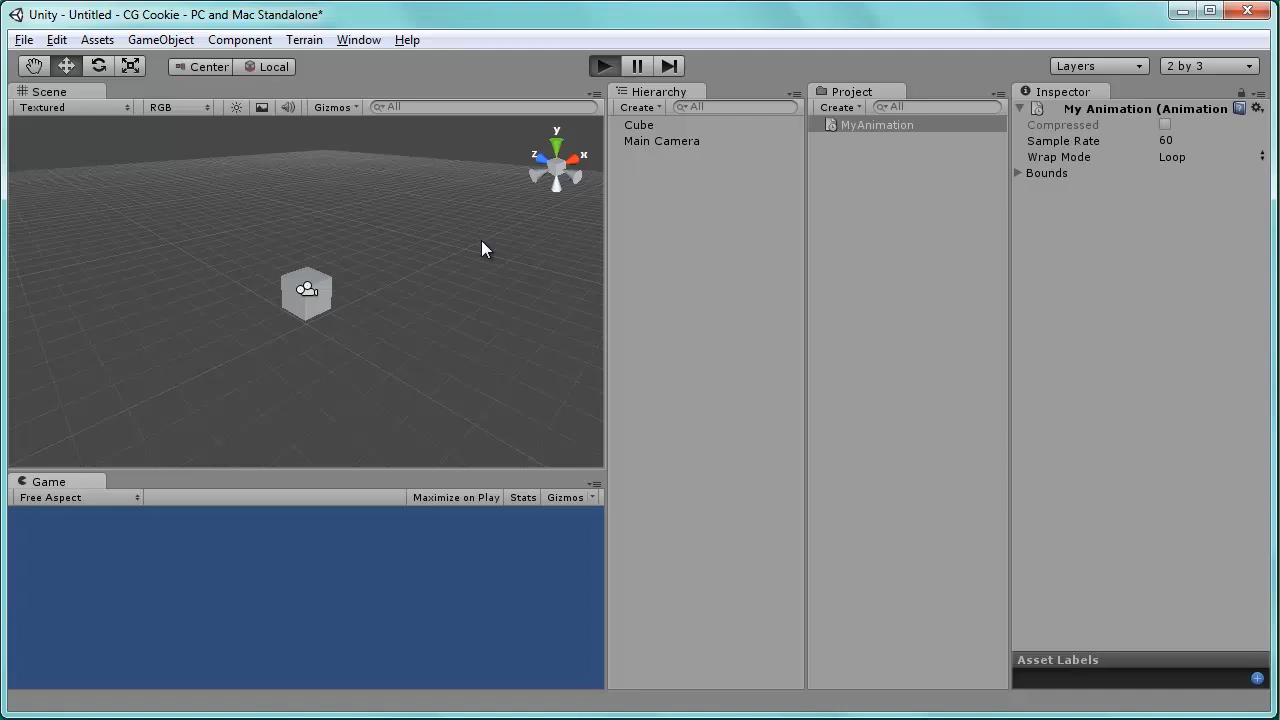 Unity - Untitled - CG Cookie - PC and Mac Standalone*
File Edit Assets GameObject Component Terrain Window Help
Center Local Layers 2 by 3
Scene
Textured RGB Gizmos All
y
z x
Game
Free Aspect Maximize on Play Stats Gizmos
Hierarchy
Create All
Cube
Main Camera
Project
Create All
MyAnimation
Inspector
My Animation (Animation
Compressed
Sample Rate 60
Wrap Mode Loop
Bounds
Asset Labels